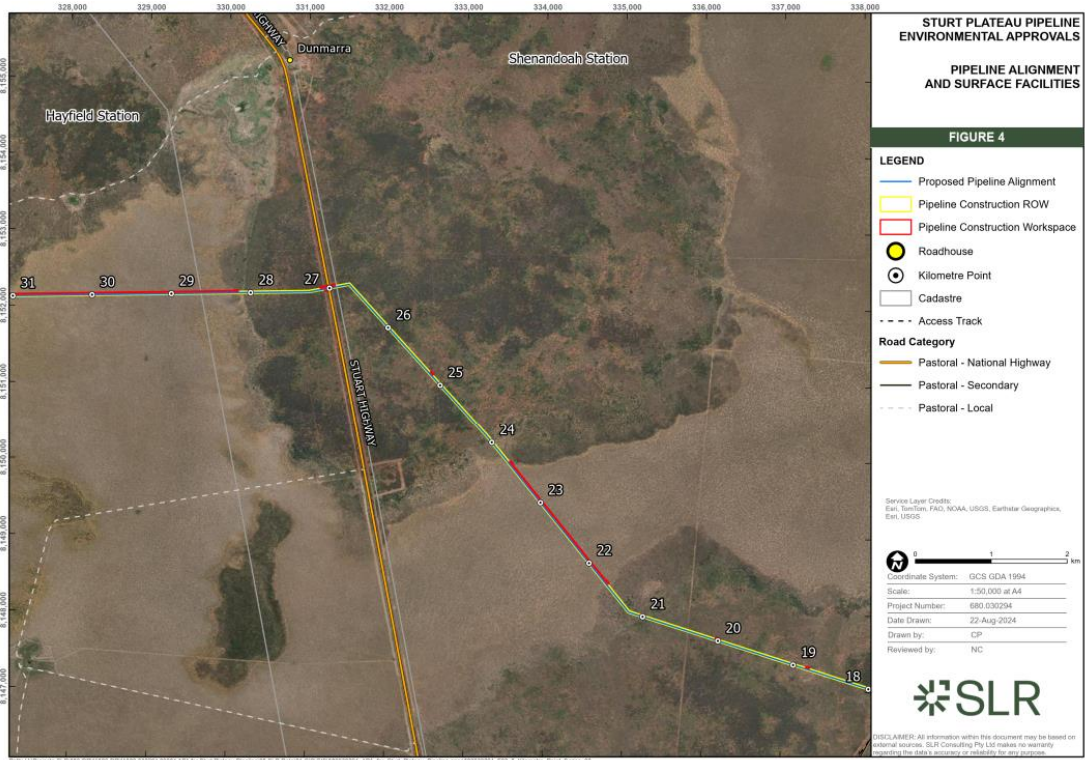 328,000 329,000 330,000 331,000 332,000 333,000 334,000 335,000 336,000 337,000 338,000
STURT PLATEAU PIPELINE
ENVIRONMENTAL APPROVALS
PIPELINE ALIGNMENT
AND SURFACE FACILITIES
FIGURE 4
LEGEND
Proposed Pipeline Alignment
Pipeline Construction ROW
Pipeline Construction Workspace
Roadhouse
Kilometre Point
Cadastre
Access Track
Road Category
Pastoral - National Highway
Pastoral - Secondary
Pastoral - Local
Service Layer Credits:
Esri, TomTom, FAO, NOAA, USGS, Earthstar Geographics,
Esri, USGS
N
0 1 2
km
Coordinate System: GCS GDA 1994
Scale: 1:50,000 at A4
Project Number: 680.030294
Date Drawn: 22-Aug-2024
Drawn by: CP
Reviewed by: NC
SLR
DISCLAIMER: All information within this document may be based on
external sources. SLR Consulting Pty Ltd makes no warranty
regarding the data's accuracy or reliability for any purpose.
8,155,000
8,154,000
8,153,000
8,152,000
8,151,000
8,150,000
8,149,000
8,148,000
8,147,000
HIGHWAY
Dunmarra
Shenandoah Station
Hayfield Station
31 30 29 28 27
26
25
24
23
22
21
20
19
18
STUART HIGHWAY